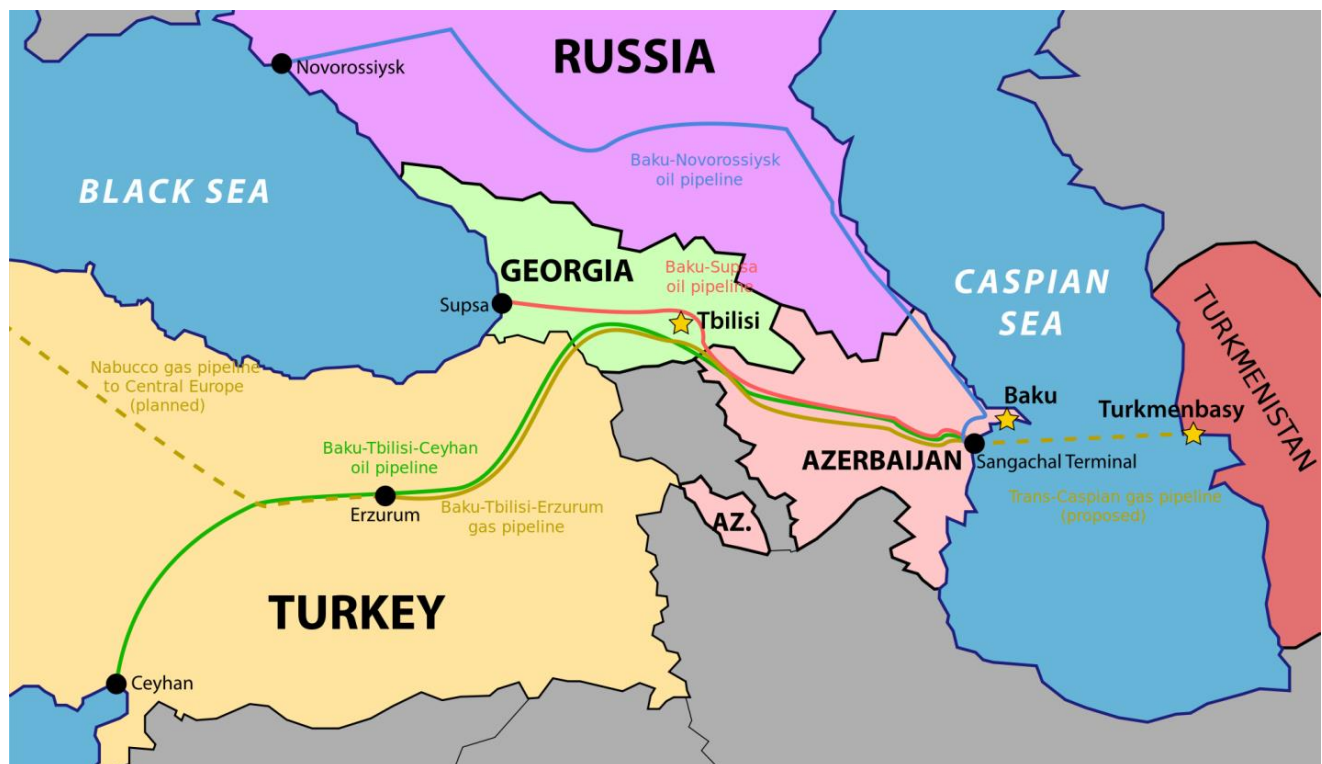 RUSSIA
Novorossiysk
Baku-Novorossiysk
oil pipeline
BLACK SEA
GEORGIA
Baku-Supsa
oil pipeline
CASPIAN
SEA
TURKMENISTAN
Supsa
Tbilisi
Nabucco gas pipeline
to Central Europe
(planned)
Baku
Turkmenbasy
Baku-Tbilisi-Ceyhan
oil pipeline
AZERBAIJAN
Sangachal Terminal
Erzurum
Baku-Tbilisi-Erzurum
gas pipeline
Trans-Caspian gas pipeline
(proposed)
AZ.
TURKEY
Ceyhan